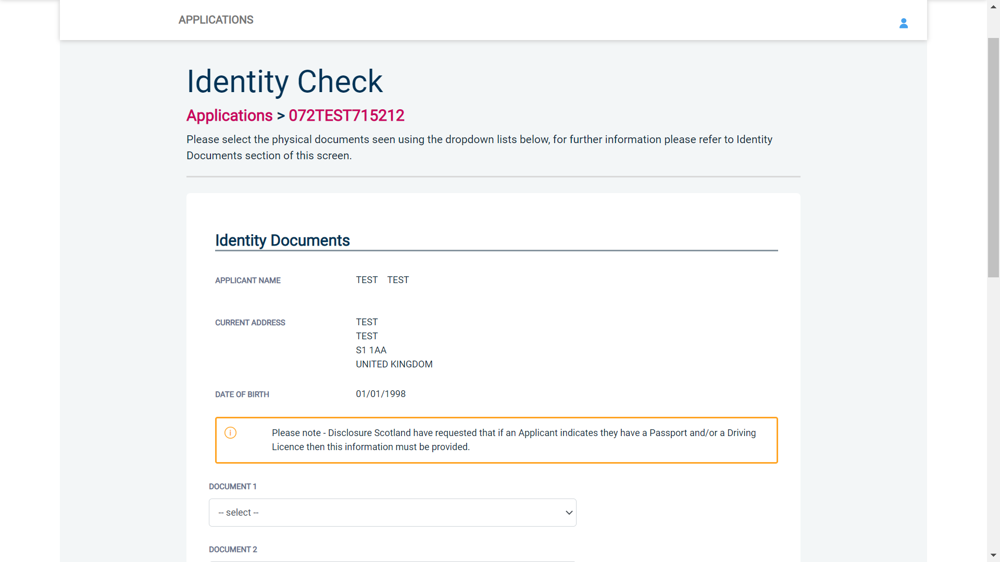 APPLICATIONS
Identity Check
Applications > 072TEST715212
Please select the physical documents seen using the dropdown lists below, for further information please refer to Identity
Documents section of this screen.
Identity Documents
APPLICANT NAME TEST TEST
CURRENT ADDRESS TEST
TEST
S1 1AA
UNITED KINGDOM
DATE OF BIRTH 01/01/1998
Please note - Disclosure Scotland have requested that if an Applicant indicates they have a Passport and/or a Driving
Licence then this information must be provided.
DOCUMENT 1
-- select --
DOCUMENT 2